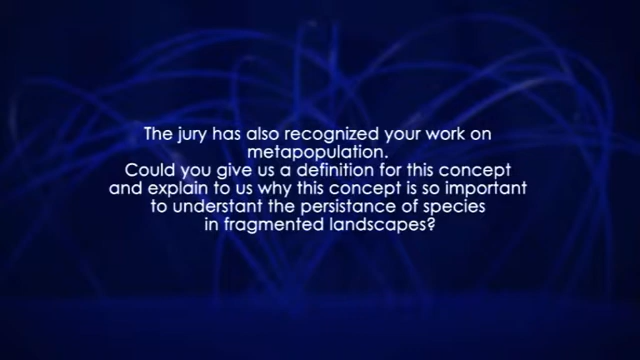 The jury has also recognized your work on
metapopulation.
Could you give us a definition for this concept
and explain to us why this concept is so important
to understant the persistance of species
in fragmented landscapes?